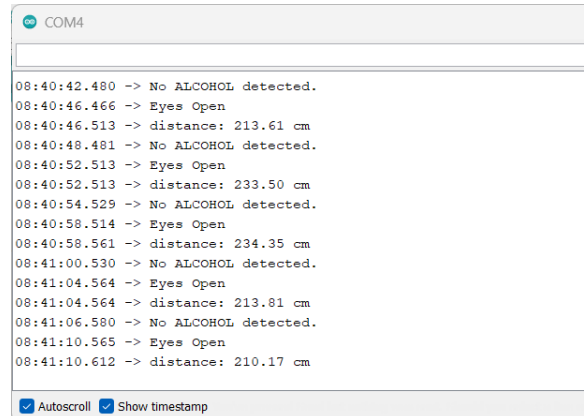 COM4
08:40:42.480 -> No ALCOHOL detected.
08:40:46.466 -> Eyes Open
08:40:46.513 -> distance: 213.61 cm
08:40:48.481 -> No ALCOHOL detected.
08:40:52.513 -> Eyes Open
08:40:52.513 -> distance: 233.50 cm
08:40:54.529 -> No ALCOHOL detected.
08:40:58.514 -> Eyes Open
08:40:58.561 -> distance: 234.35 cm
08:41:00.530 -> No ALCOHOL detected.
08:41:04.564 -> Eyes Open
08:41:04.564 -> distance: 213.81 cm
08:41:06.580 -> No ALCOHOL detected.
08:41:10.565 -> Eyes Open
08:41:10.612 -> distance: 210.17 cm
Autoscroll Show timestamp